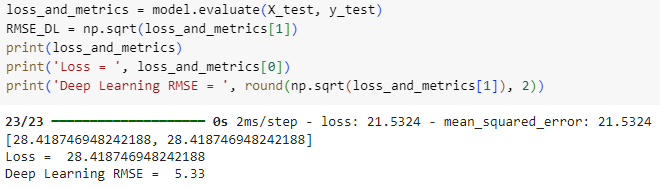 loss_and_metrics = model.evaluate(X_test, y_test)
RMSE_DL = np.sqrt(loss_and_metrics[1])
print(loss_and_metrics)
print('Loss = ', loss_and_metrics[0])
print('Deep Learning RMSE = ', round(np.sqrt(loss_and_metrics[1]), 2))
23/23 ━━━━━━━━━━━━━━━━━━━━ 0s 2ms/step - loss: 21.5324 - mean_squared_error: 21.5324
[28.418746948242188, 28.418746948242188]
Loss =  28.418746948242188
Deep Learning RMSE =  5.33